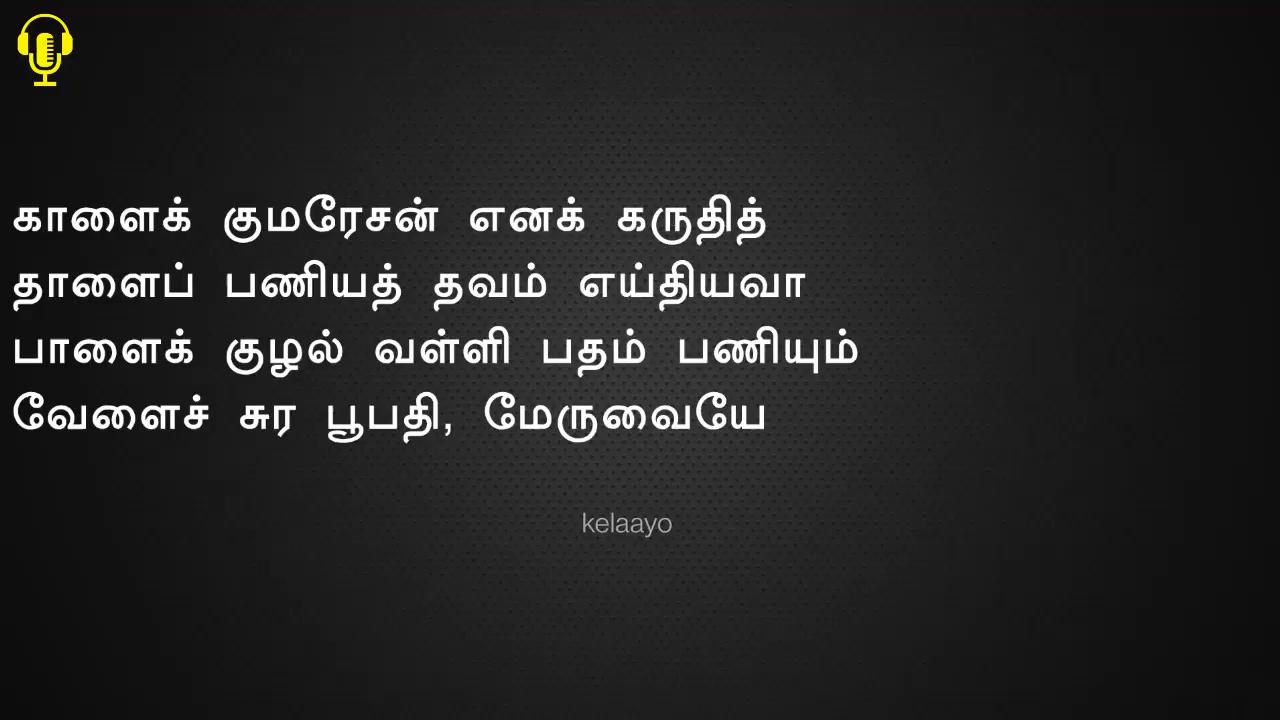 காளைக் குமரேசன் எனக் கருதித்
தாளைப் பணியத் தவம் எய்தியவா
பாளைக் குழல் வள்ளி பதம் பணியும்
வேளைச் சுர பூபதி, மேருவையே
kelaayo